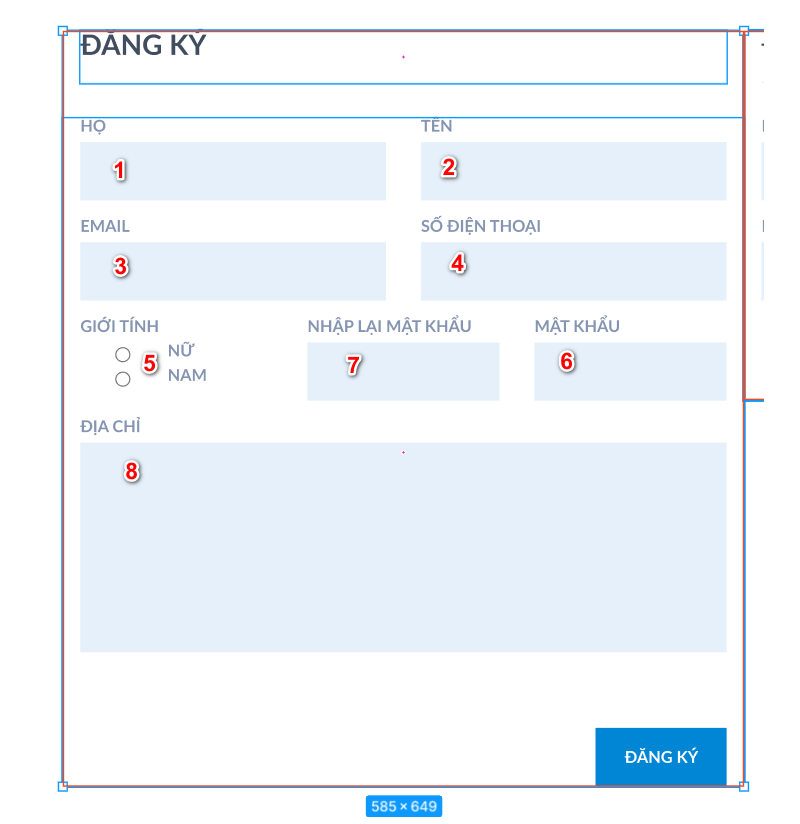 ĐĂNG KÝ
HỌ TÊN
1 2
EMAIL SỐ ĐIỆN THOẠI
3 4
GIỚI TÍNH NHẬP LẠI MẬT KHẨU MẬT KHẨU
NỮ
5 7 6
NAM
ĐỊA CHỈ
8
ĐĂNG KÝ
585 × 649